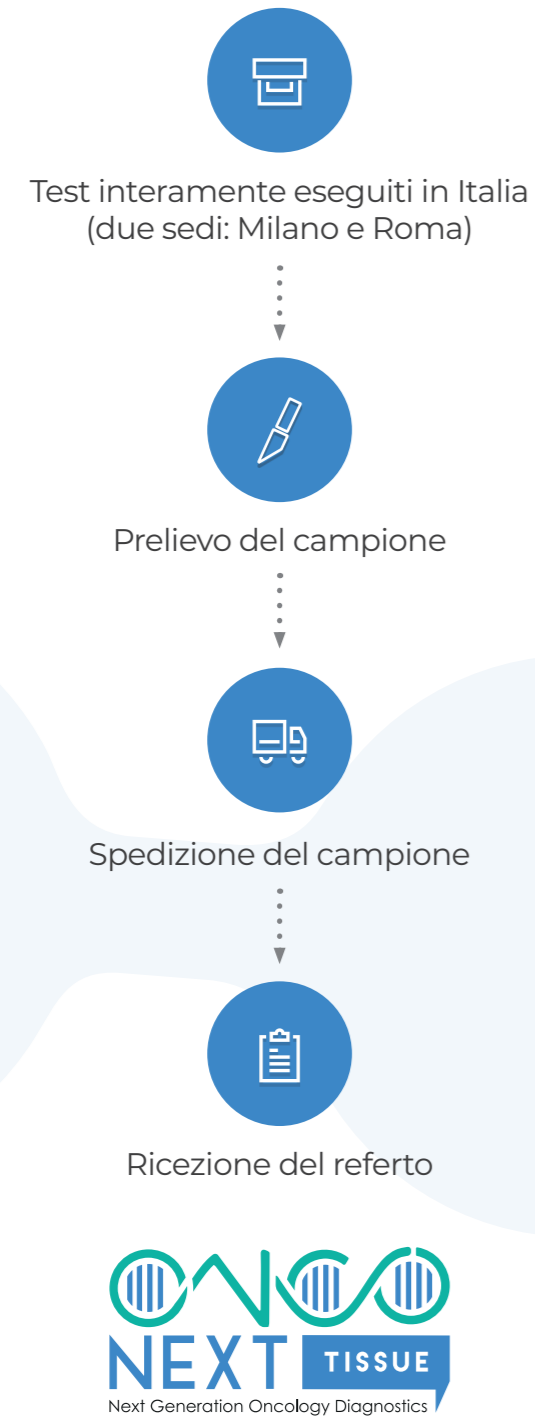 Test interamente eseguiti in Italia
(due sedi: Milano e Roma)
Prelievo del campione
Spedizione del campione
Ricezione del referto
ONCO
NEXT TISSUE
Next Generation Oncology Diagnostics